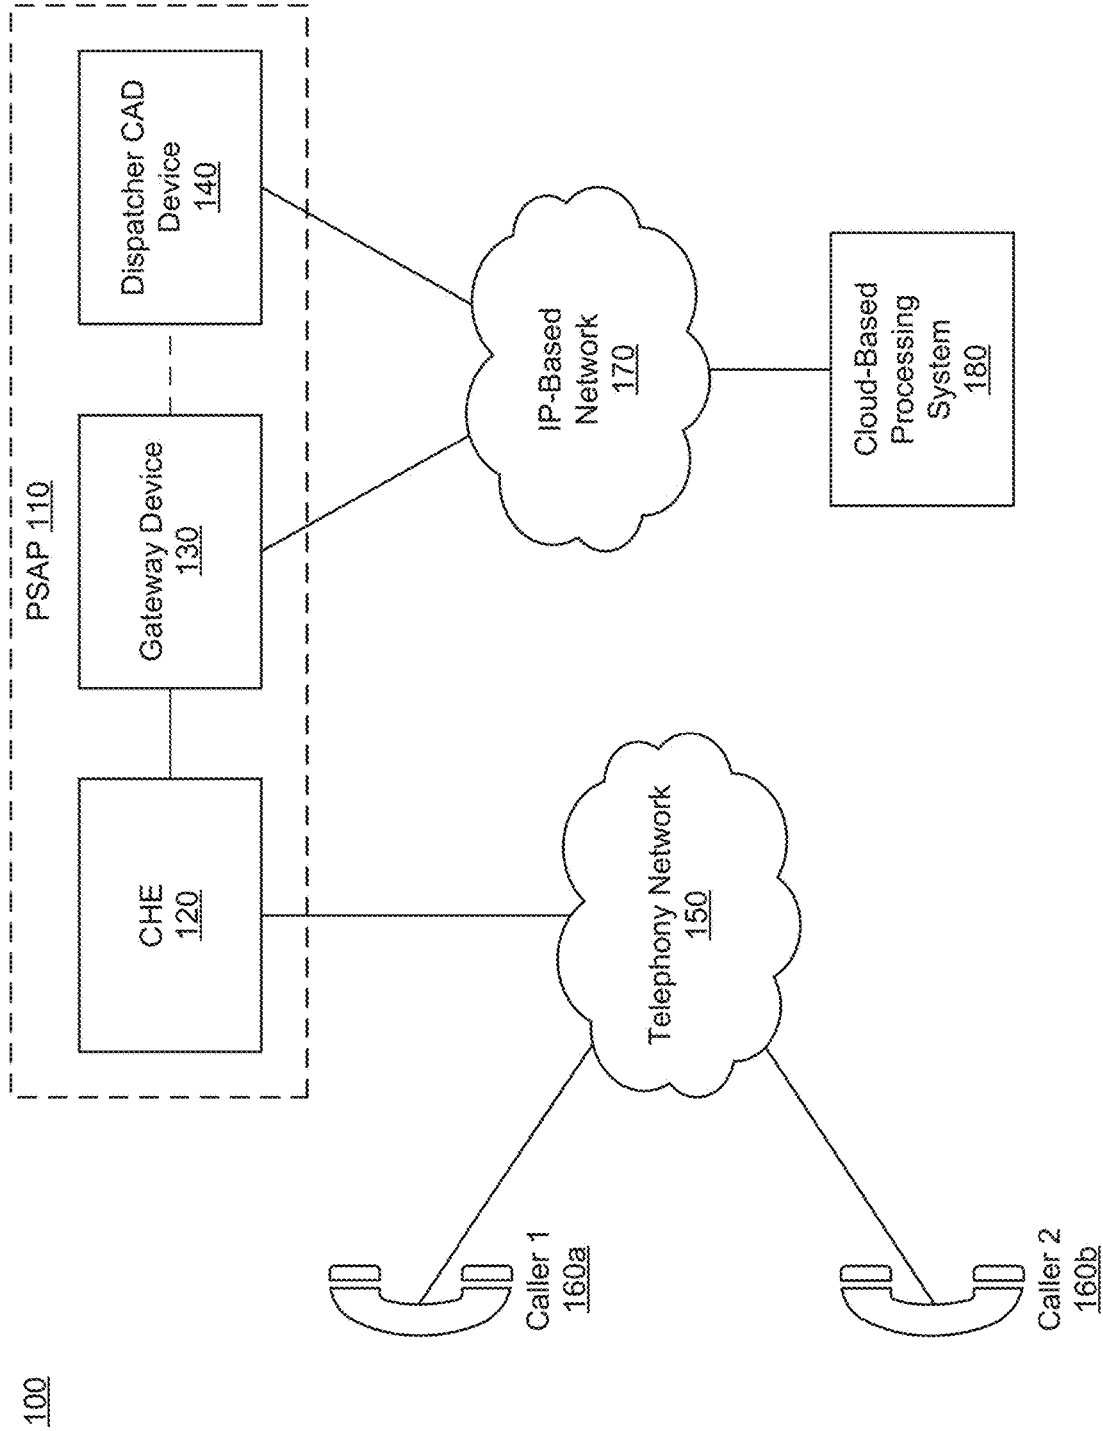 100
PSAP 110
CHE
120
Gateway Device
130
Dispatcher CAD
Device
140
Caller 1
160a
Telephony Network
150
IP-Based
Network
170
Caller 2
160b
Cloud-Based
Processing
System
180